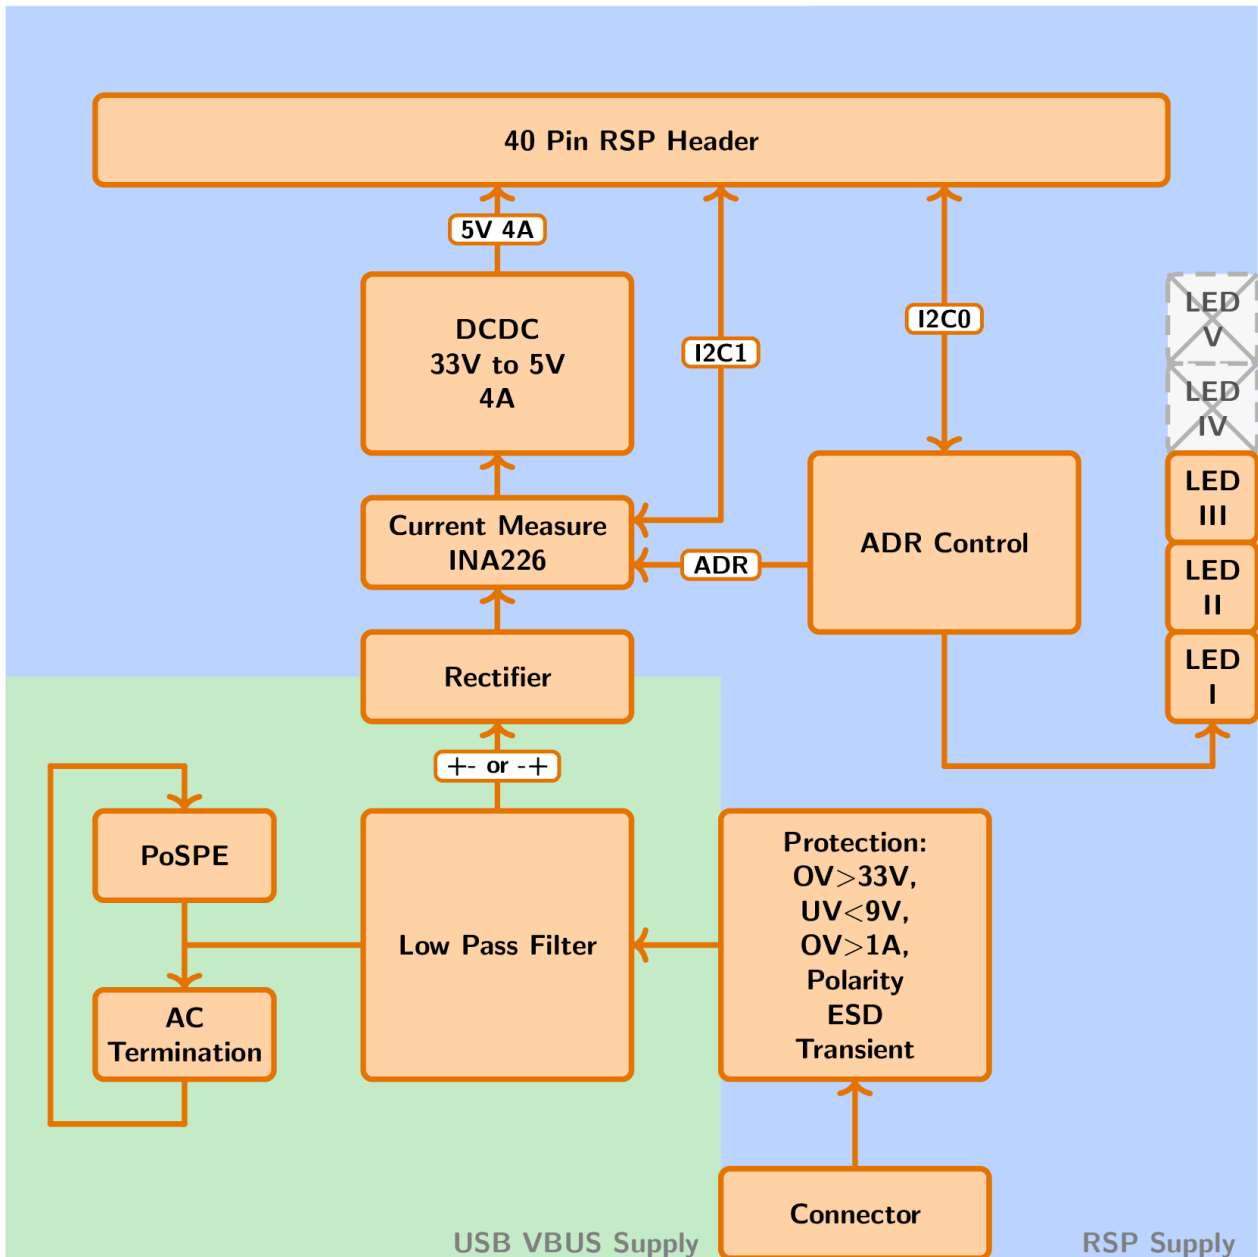 40 Pin RSP Header
5V 4A
DCDC
33V to 5V
4A
I2C1
I2C0
LED
V
LED
IV
LED
III
LED
II
LED
I
Current Measure
INA226
ADR
ADR Control
Rectifier
+- or -+
PoSPE
AC
Termination
Low Pass Filter
Protection:
OV>33V,
UV<9V,
OV>1A,
Polarity
ESD
Transient
Connector
USB VBUS Supply
RSP Supply